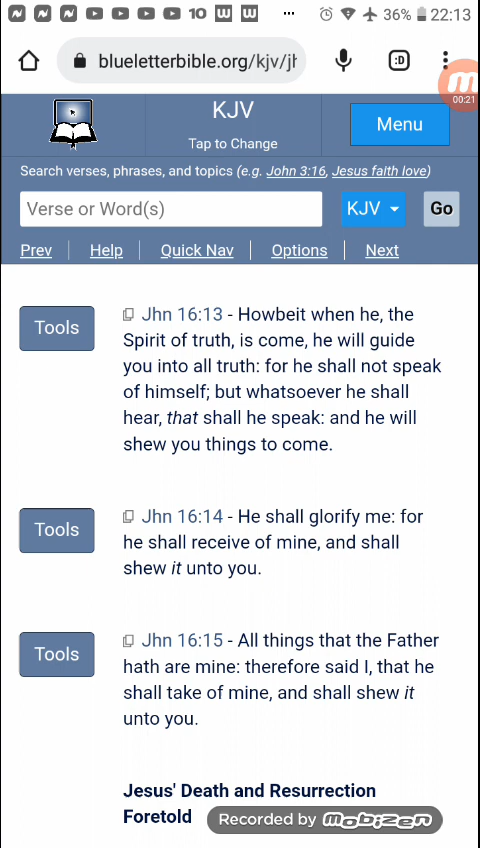 10 36% 22:13
blueletterbible.org/kjv/jh :D
00:21
KJV
Tap to Change
Menu
Search verses, phrases, and topics (e.g. John 3:16, Jesus faith love)
Verse or Word(s) KJV Go
Prev Help Quick Nav Options Next
Tools
Jhn 16:13 - Howbeit when he, the
Spirit of truth, is come, he will guide
you into all truth: for he shall not speak
of himself; but whatsoever he shall
hear, that shall he speak: and he will
shew you things to come.
Tools
Jhn 16:14 - He shall glorify me: for
he shall receive of mine, and shall
shew it unto you.
Tools
Jhn 16:15 - All things that the Father
hath are mine: therefore said I, that he
shall take of mine, and shall shew it
unto you.
Jesus' Death and Resurrection
Foretold
Recorded by mobizen